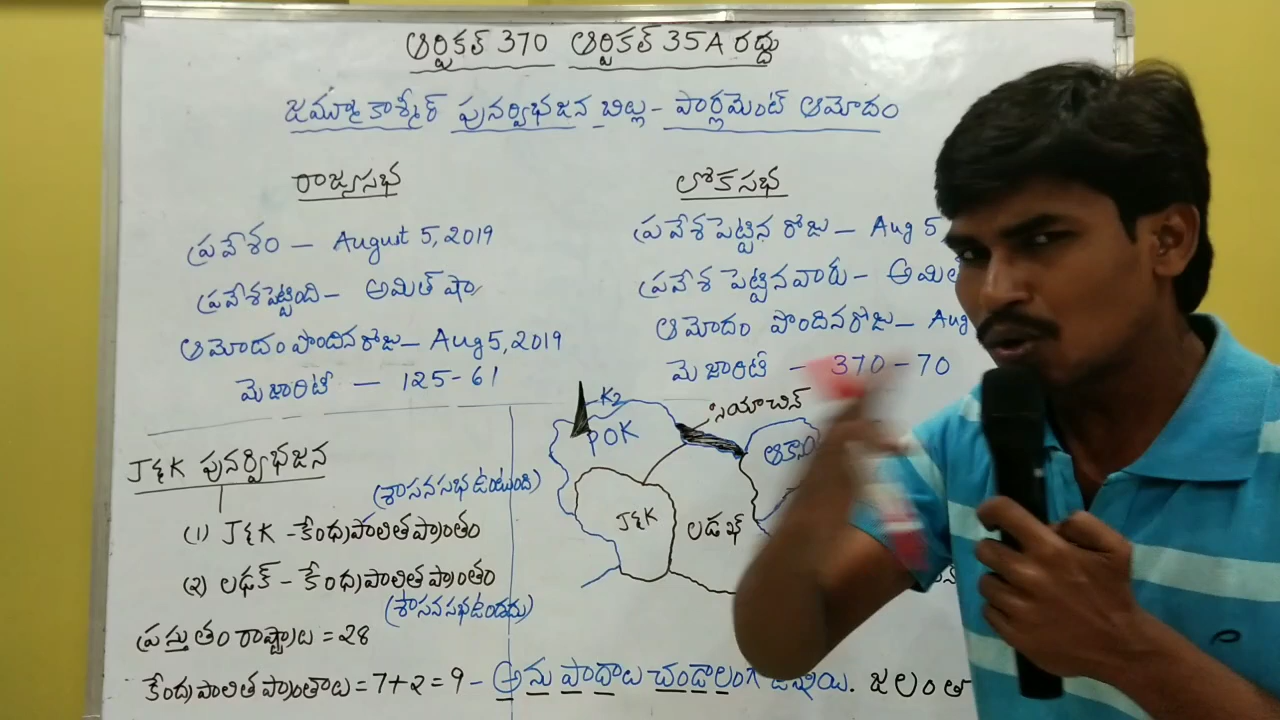 ఆర్టికల్ 370 ఆర్టికల్ 35A రద్దు
జమ్మూకాశ్మీర్ పునర్విభజన బిల్లు - పార్లమెంట్ ఆమోదం
రాజ్యసభ
ప్రవేశం - August 5, 2019
ప్రవేశపెట్టింది - అమిత్ షా
ఆమోదం పొందిన రోజు - Aug 5, 2019
మెజారిటీ - 125-61
లోకసభ
ప్రవేశపెట్టిన రోజు - Aug 5
ప్రవేశ పెట్టినవారు - అమిత
ఆమోదం పొందిన రోజు - Aug
మెజారిటీ - 370-70
J&K పునర్విభజన
(శాసనసభ ఉంటుంది)
(1) J&K - కేంద్రపాలిత ప్రాంతం
(2) లఢక్ - కేంద్రపాలిత ప్రాంతం
(శాసనసభ ఉండదు)
ప్రస్తుతం రాష్ట్రాలు = 28
కేంద్రపాలిత ప్రాంతాలు = 7+2=9 - అను పాదాలు చండాలంగ ఉన్నాయి. జలంత
K2
సియాచిన్
POK
J&K
లడఖ్